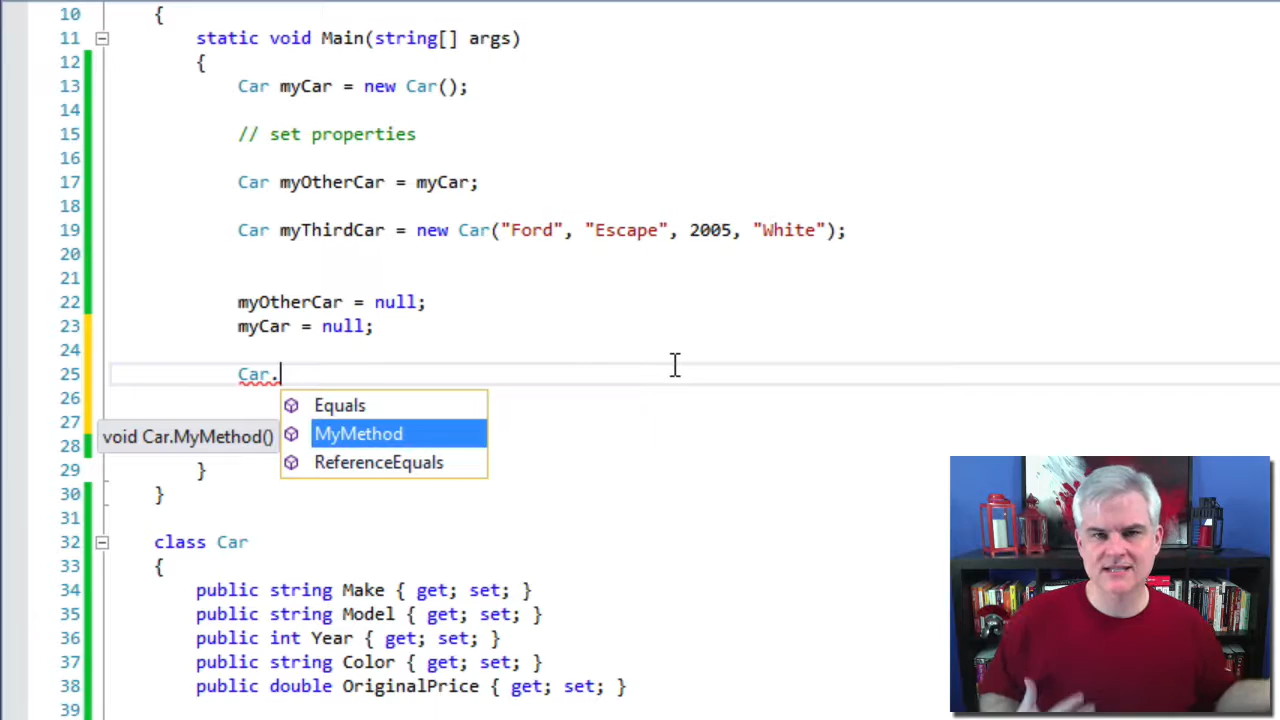 10 {
11 static void Main(string[] args)
12 {
13 Car myCar = new Car();
14
15 // set properties
16
17 Car myOtherCar = myCar;
18
19 Car myThirdCar = new Car("Ford", "Escape", 2005, "White");
20
21
22 myOtherCar = null;
23 myCar = null;
24
25 Car.
26 Equals
27 void Car.MyMethod() MyMethod
28 ReferenceEquals
29 }
30 }
31
32 class Car
33 {
34 public string Make { get; set; }
35 public string Model { get; set; }
36 public int Year { get; set; }
37 public string Color { get; set; }
38 public double OriginalPrice { get; set; }
39